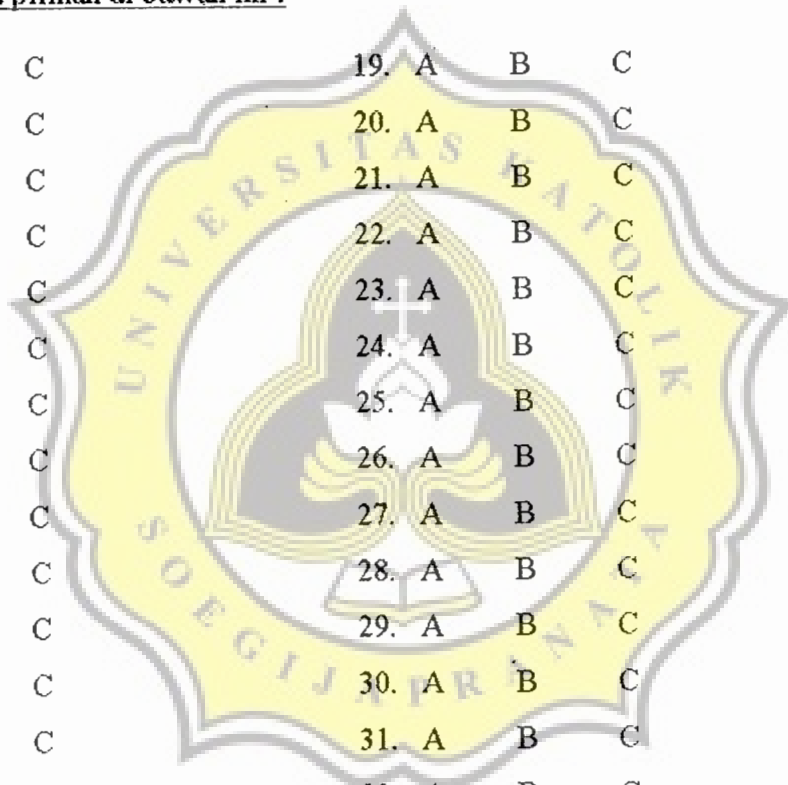 di bawah ini :
C 19. A B C
C 20. A B C
C 21. A B C
C 22. A B C
C 23. A B C
C 24. A B C
C 25. A B C
C 26. A B C
C 27. A B C
C 28. A B C
C 29. A B C
C 30. A B C
C 31. A B C
UNIVERSITAS KATOLIK
SOEGIJAPRANATA